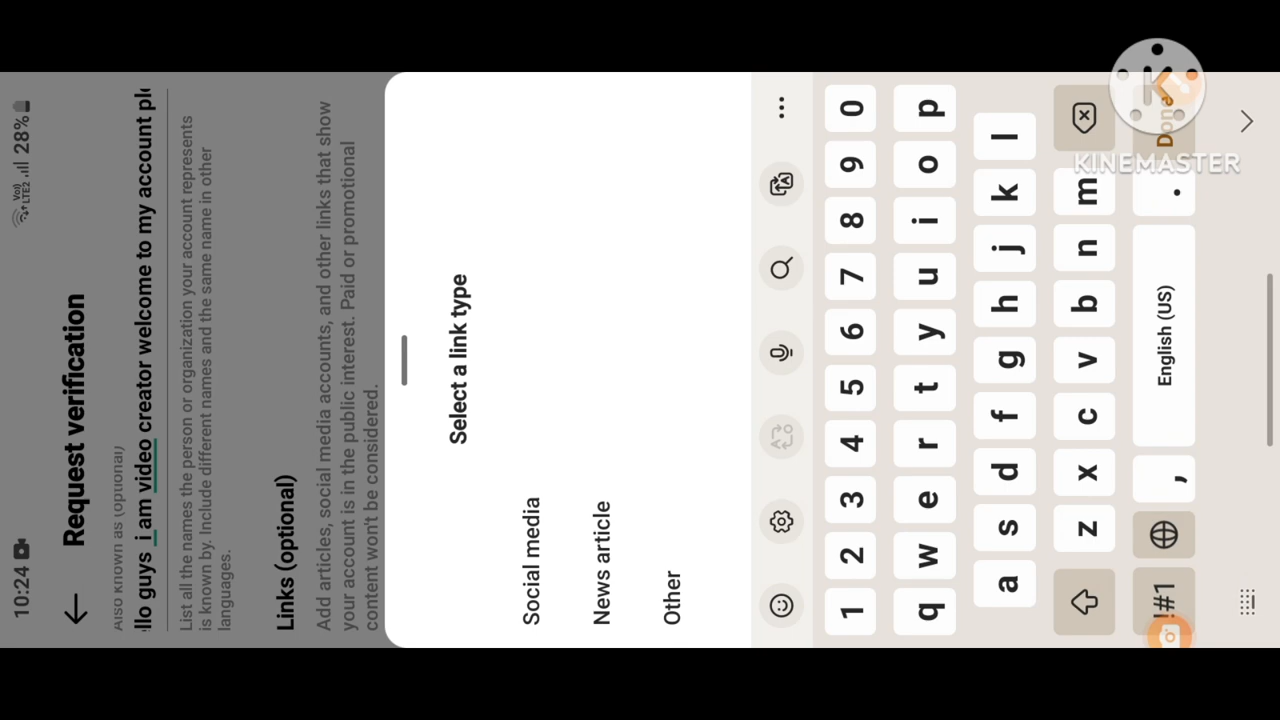 10:24 Vo) LTE2 28%
Request verification
Also known as (optional)
llo guys i am video creator welcome to my account pl
List all the names the person or organization your account represents
is known by. Include different names and the same name in other
languages.
Links (optional)
Add articles, social media accounts, and other links that show
your account is in the public interest. Paid or promotional
content won't be considered.
Select a link type
Social media
News article
Other
1 2 3 4 5 6 7 8 9 0
q w e r t y u i o p
a s d f g h j k l
z x c v b n m
!#1 , English (US) . Done
KINEMASTER